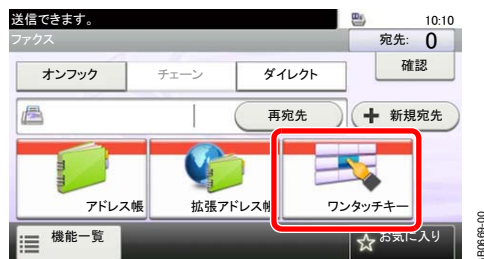 送信できます。
10:10
ファクス
宛先: 0
オンフック
チェーン
ダイレクト
確認
再宛先
新規宛先
アドレス帳
拡張アドレス帳
ワンタッチキー
機能一覧
お気に入り
B0669-00